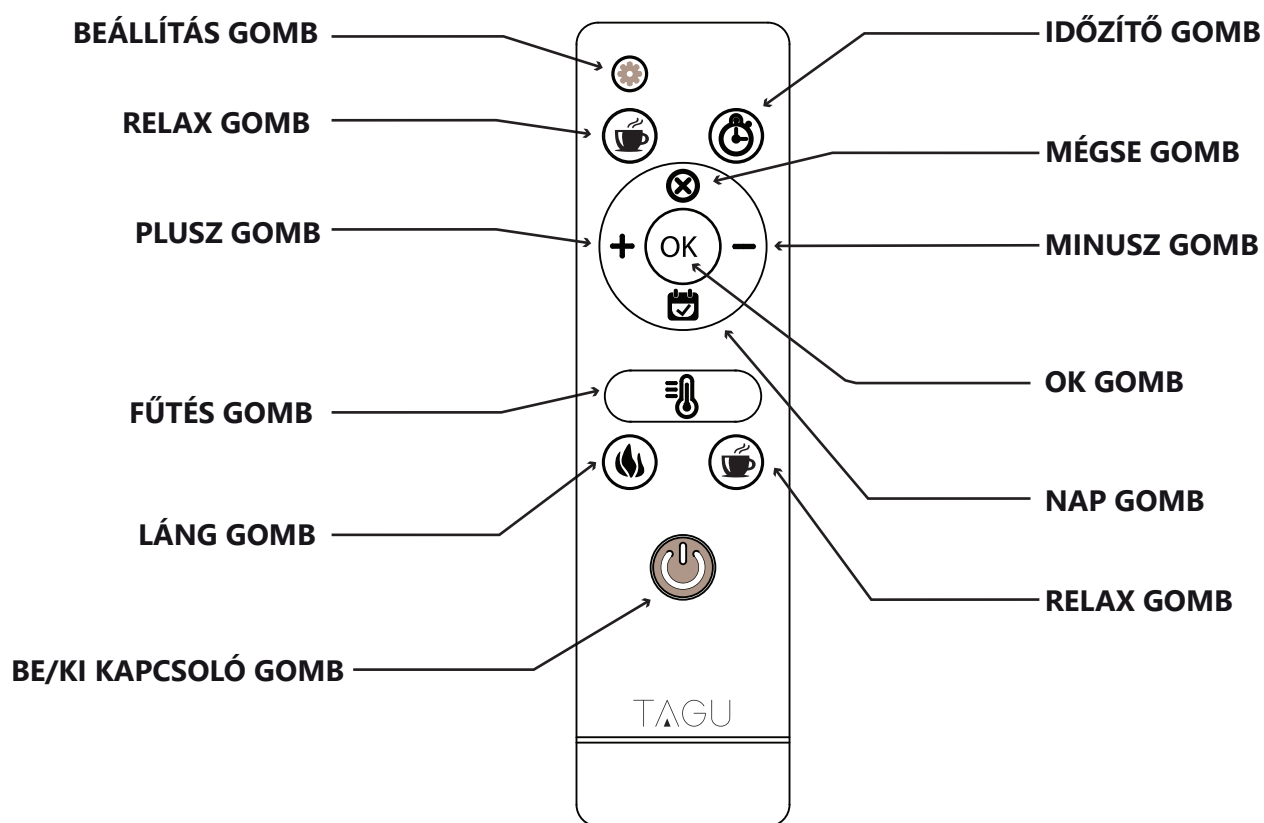 BEÁLLÍTÁS GOMB
IDŐZÍTŐ GOMB
RELAX GOMB
MÉGSE GOMB
PLUSZ GOMB
OK
MINUSZ GOMB
OK GOMB
FŰTÉS GOMB
NAP GOMB
LÁNG GOMB
RELAX GOMB
BE/KI KAPCSOLÓ GOMB
TAGU